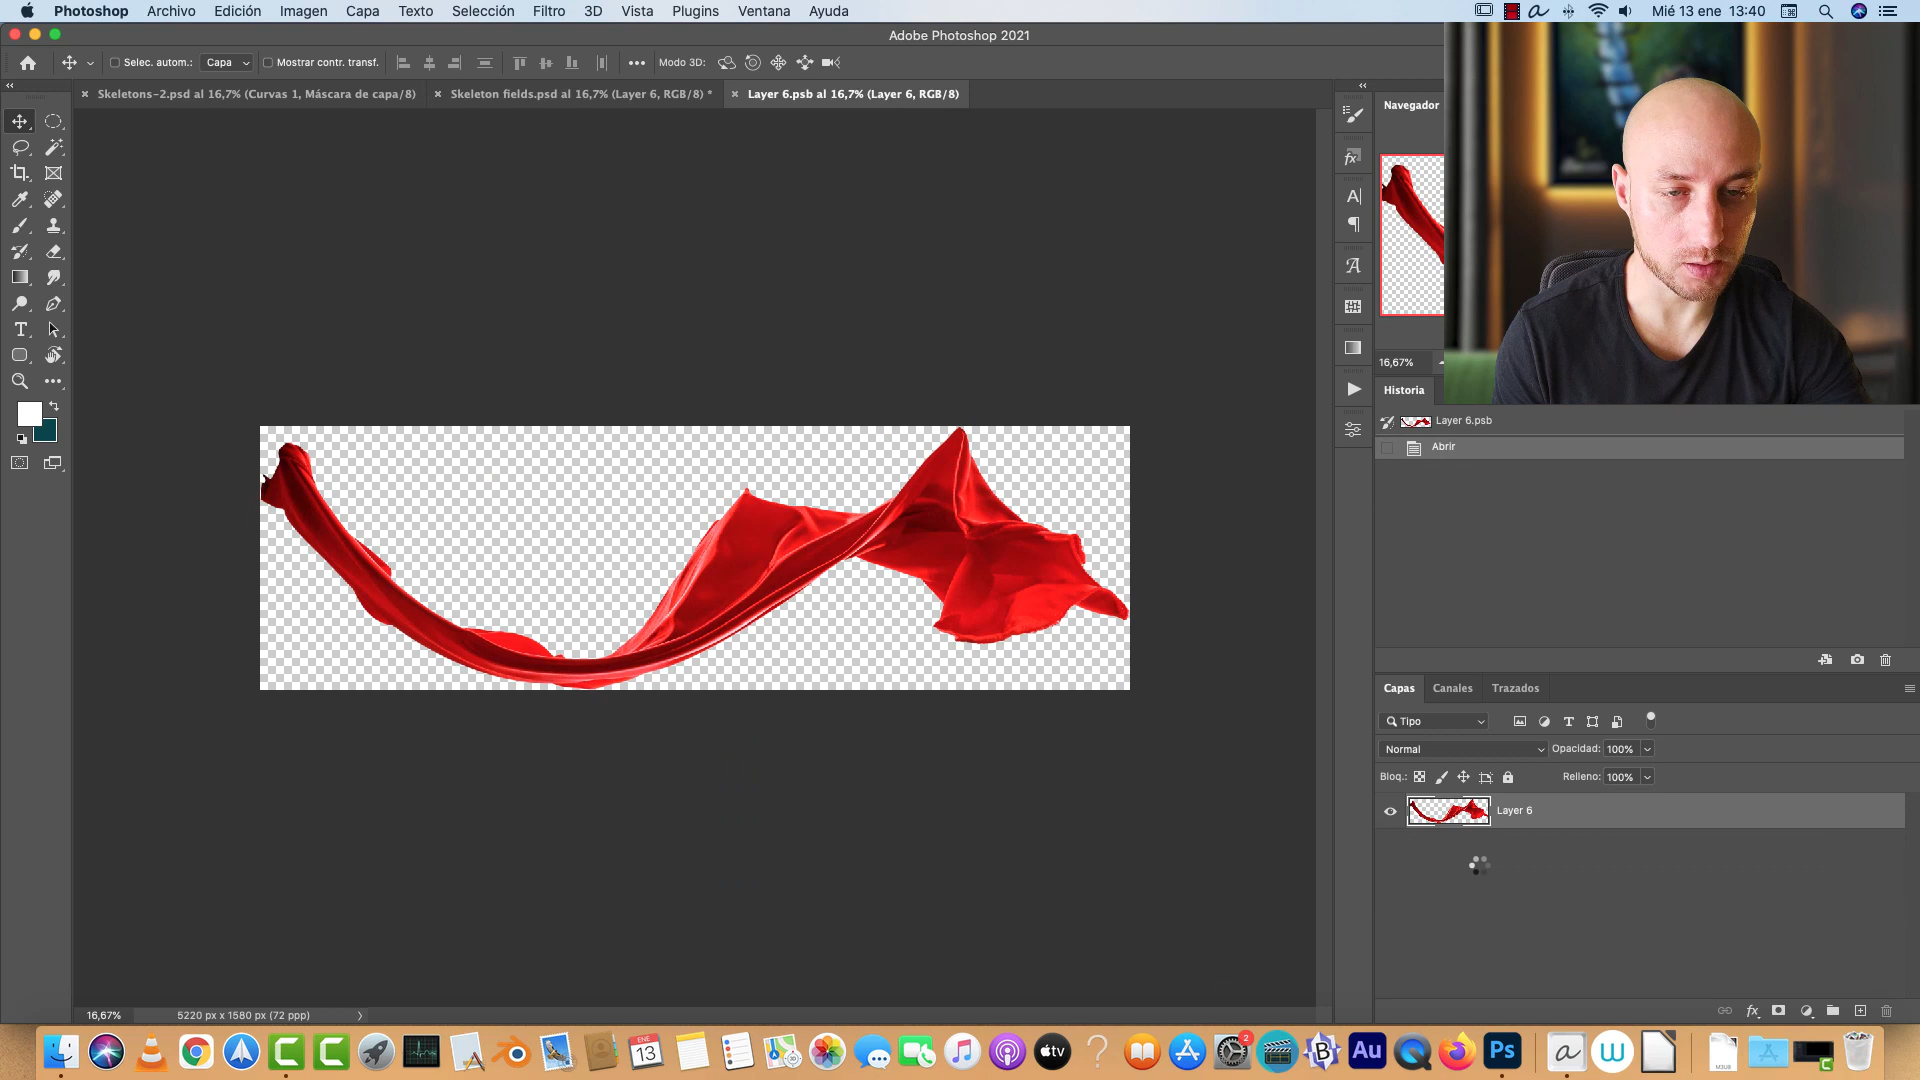 Photoshop Archivo Edición Imagen Capa Texto Selección Filtro 3D Vista Plugins Ventana Ayuda Mié 13 ene 13:40
Adobe Photoshop 2021
Selec. autom.: Capa Mostrar contr. transf. Modo 3D:
Skeletons-2.psd al 16,7% (Curvas 1, Máscara de capa/8) Skeleton fields.psd al 16,7% (Layer 6, RGB/8) * Layer 6.psb al 16,7% (Layer 6, RGB/8)
Navegador
16,67%
Historia
Layer 6.psb
Abrir
Capas Canales Trazados
Tipo
Normal Opacidad: 100%
Bloq.: Relleno: 100%
Layer 6
16,67% 5220 px x 1580 px (72 ppp)
ENE
13
tv
2
Au
Ps
M3U8